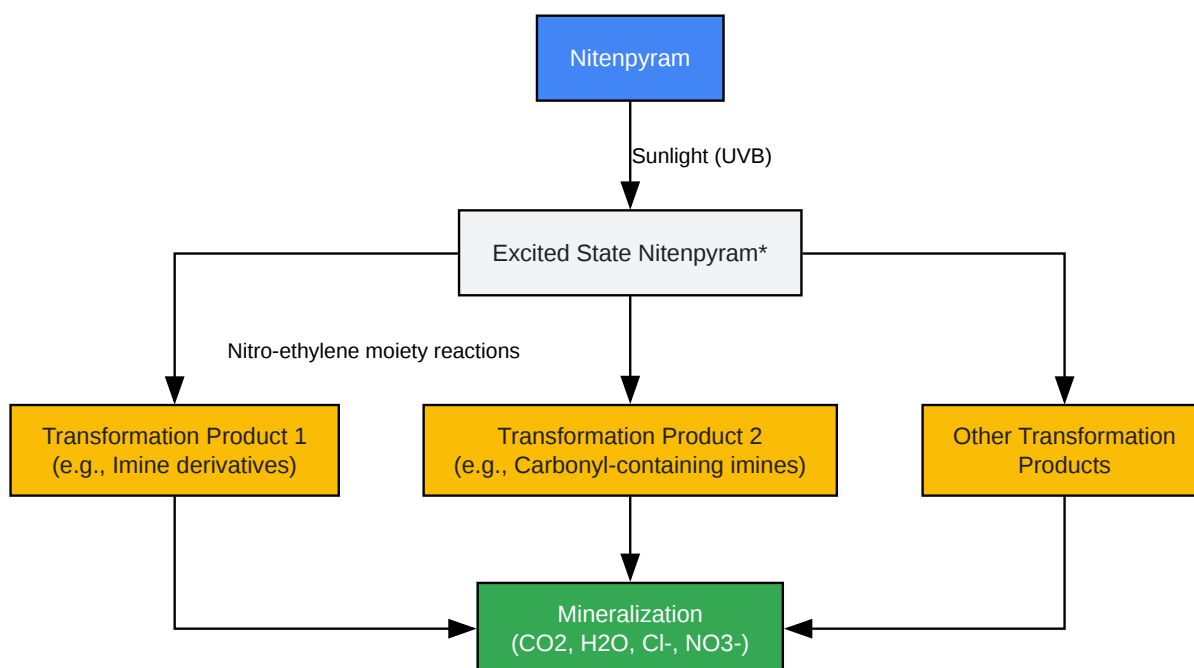 Nitenpyram
Sunlight (UVB)
Excited State Nitenpyram*
Nitro-ethylene moiety reactions
Transformation Product 1
(e.g., Imine derivatives)
Transformation Product 2
(e.g., Carbonyl-containing imines)
Other Transformation
Products
Mineralization
(CO2, H2O, Cl-, NO3-)